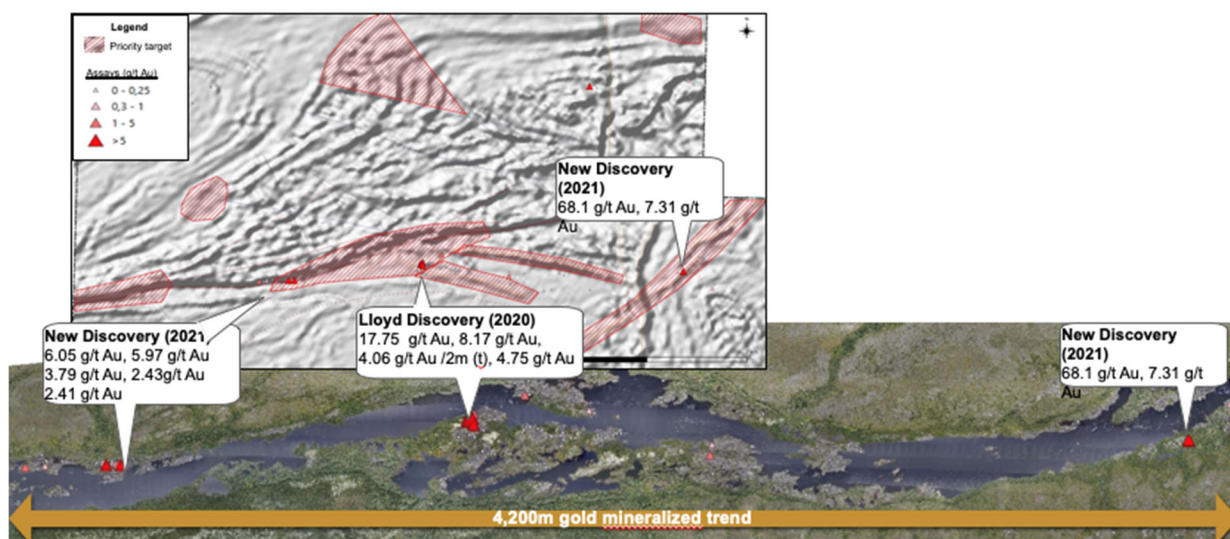 Legend
Priority target
Assays (g/t Au)
0 - 0,25
0,3 - 1
1 - 5
>5
New Discovery
(2021)
68.1 g/t Au, 7.31 g/t
Au
New Discovery (2021
6.05 g/t Au, 5.97 g/t Au
3.79 g/t Au, 2.43g/t Au
2.41 g/t Au
Lloyd Discovery (2020)
17.75 g/t Au, 8.17 g/t Au,
4.06 g/t Au /2m (t), 4.75 g/t Au
New Discovery
(2021)
68.1 g/t Au, 7.31 g/t
Au
4,200m gold mineralized trend